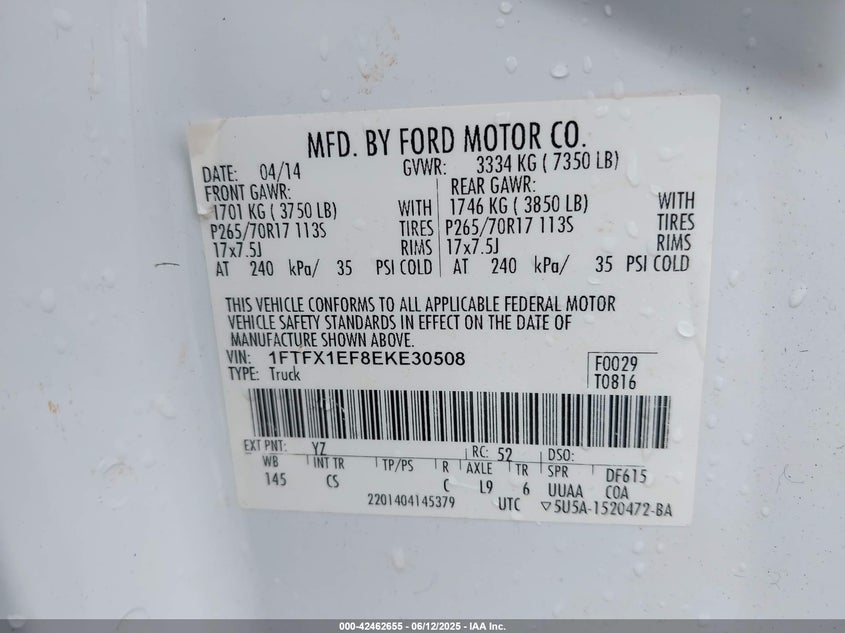 MFD. BY FORD MOTOR CO.
DATE: 04/14 GVWR: 3334 KG ( 7350 LB)
FRONT GAWR: REAR GAWR:
1701 KG ( 3750 LB) WITH 1746 KG ( 3850 LB) WITH
P265/70R17 113S TIRES P265/70R17 113S TIRES
17x7.5J RIMS 17x7.5J RIMS
AT 240 kPa/ 35 PSI COLD AT 240 kPa/ 35 PSI COLD
THIS VEHICLE CONFORMS TO ALL APPLICABLE FEDERAL MOTOR
VEHICLE SAFETY STANDARDS IN EFFECT ON THE DATE OF
MANUFACTURE SHOWN ABOVE.
VIN: 1FTFX1EF8EKE30508 F0029
TYPE: Truck T0816
EXT PNT: YZ RC: 52 DSO:
WB INT TR TP/PS R AXLE TR SPR DF615
145 CS C L9 6 UUAA COA
2201404145379 UTC ▽5U5A-1520472-BA
000-42462655 - 06/12/2025 - IAA Inc.